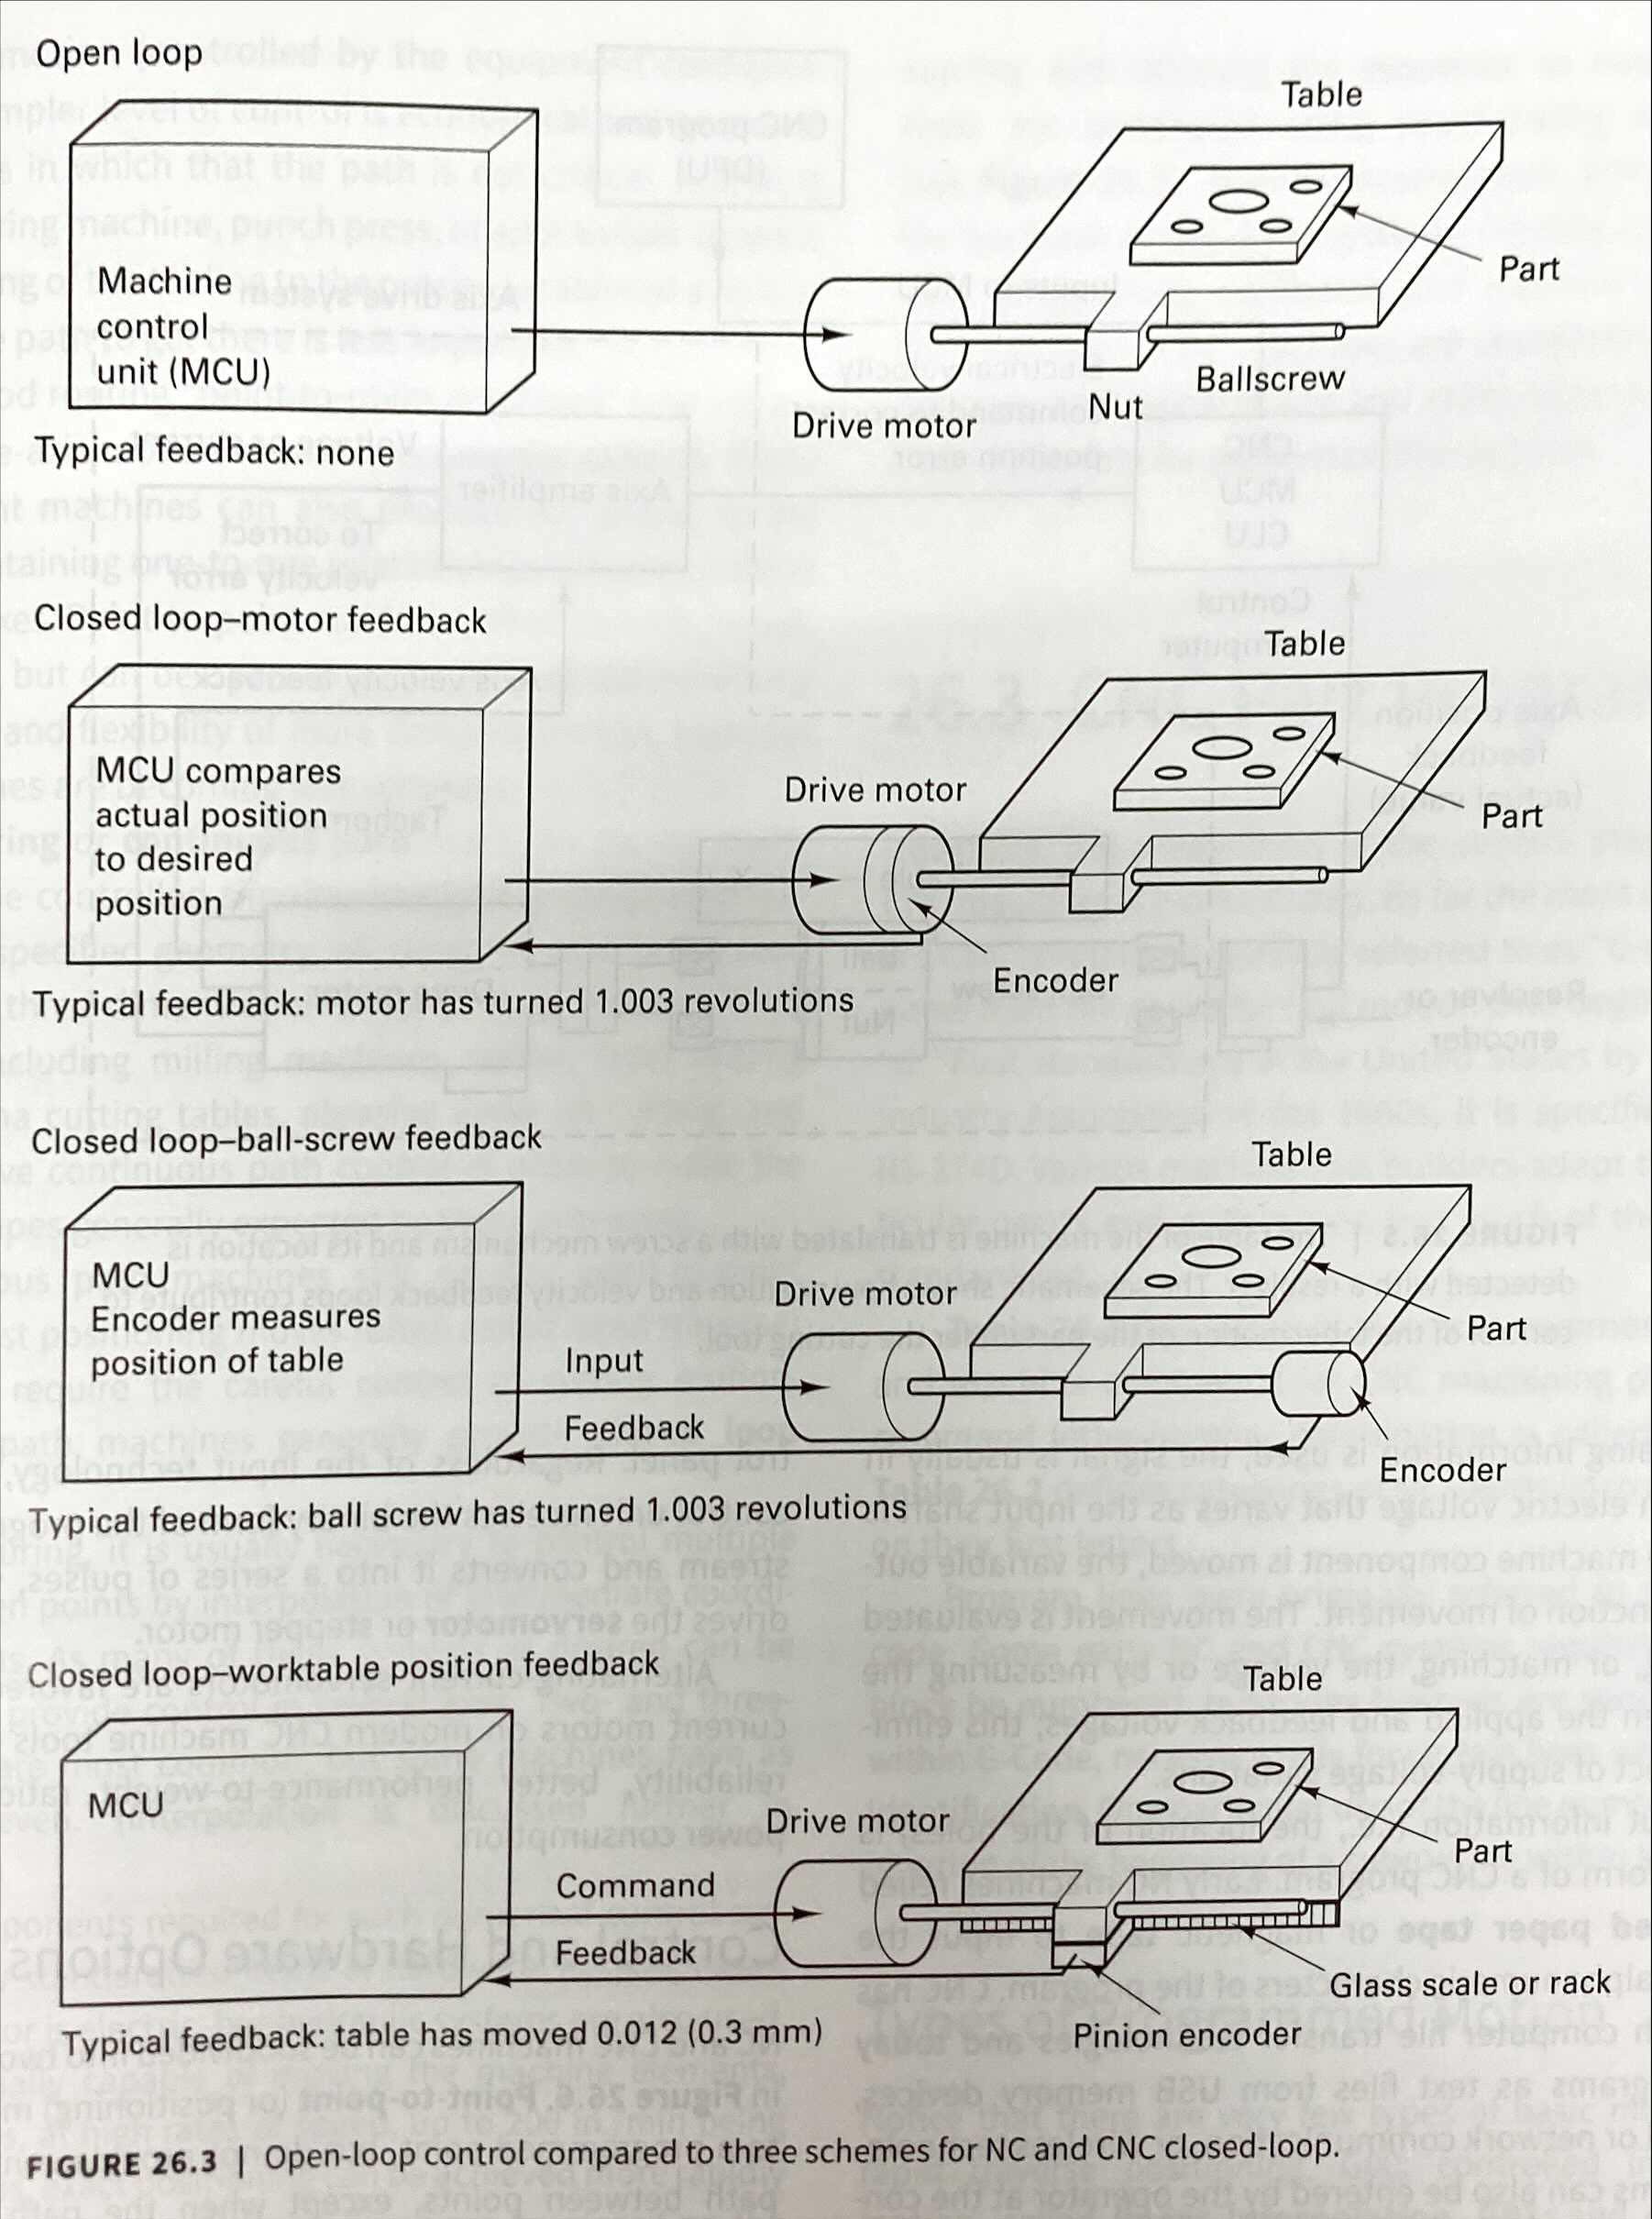 Open loop
Table
Machine
control
unit (MCU)
Part
Ballscrew
Nut
Drive motor
Typical feedback: none
Closed loop–motor feedback
Table
MCU compares
actual position
to desired
position
Drive motor
Part
Encoder
Typical feedback: motor has turned 1.003 revolutions
Closed loop–ball-screw feedback
Table
MCU
Encoder measures
position of table
Drive motor
Part
Input
Feedback
Encoder
Typical feedback: ball screw has turned 1.003 revolutions
Closed loop–worktable position feedback
Table
MCU
Drive motor
Part
Command
Feedback
Glass scale or rack
Pinion encoder
Typical feedback: table has moved 0.012 (0.3 mm)
FIGURE 26.3 | Open-loop control compared to three schemes for NC and CNC closed-loop.